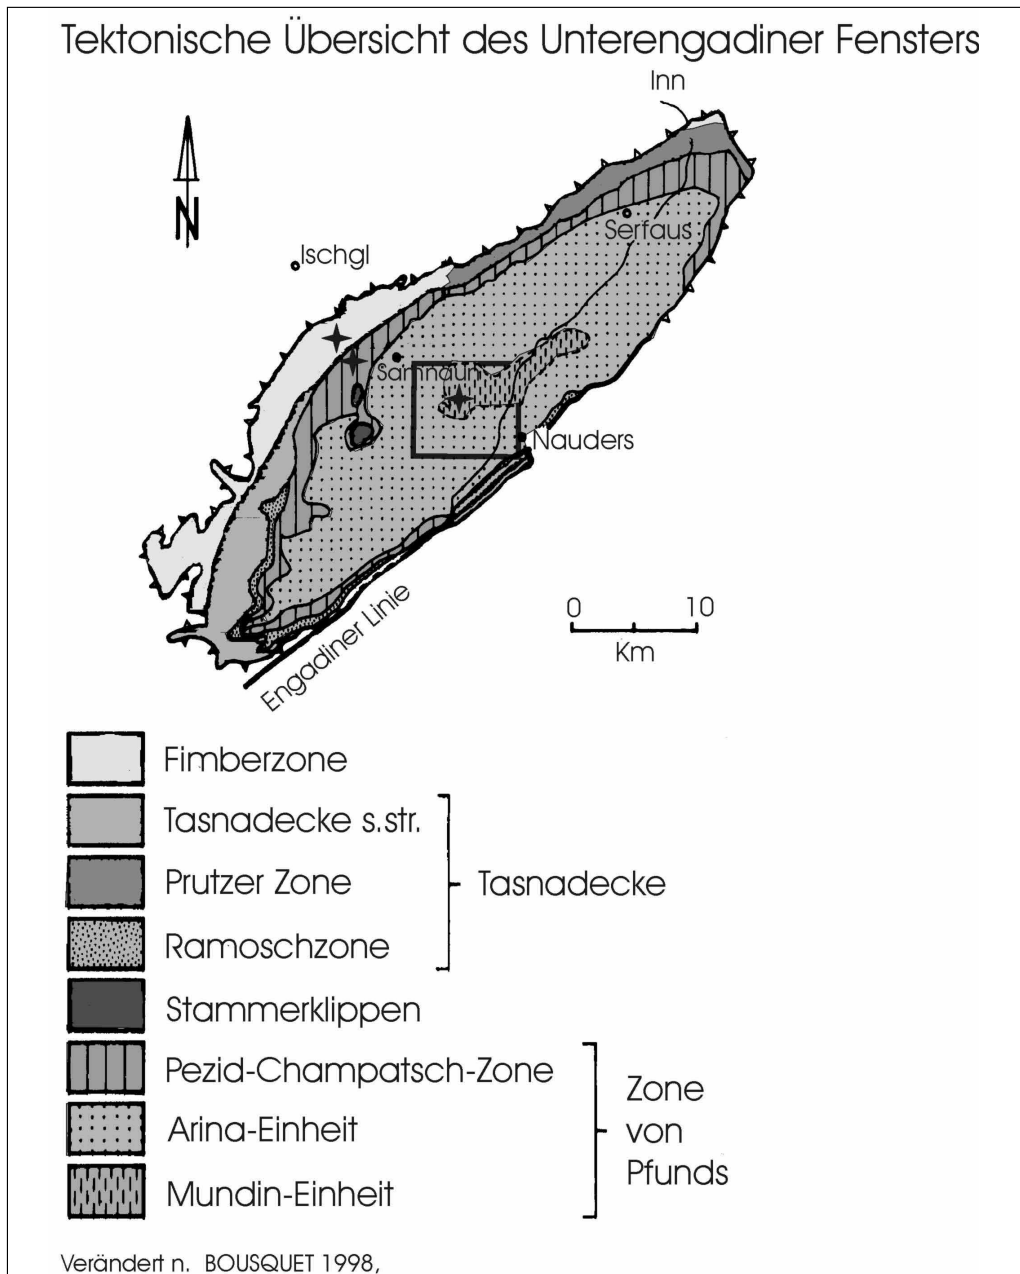 Tektonische Übersicht des Unterengadiner Fensters
Inn
N
Serfaus
Ischgl
Samnaun
Nauders
Engadiner Linie
0 10
Km
Fimberzone
Tasnadecke s.str.
Prutzer Zone
Tasnadecke
Ramoschzone
Stammerklippen
Pezid-Champatsch-Zone
Zone
Arina-Einheit
von
Pfunds
Mundin-Einheit
Verändert n. BOUSQUET 1998,